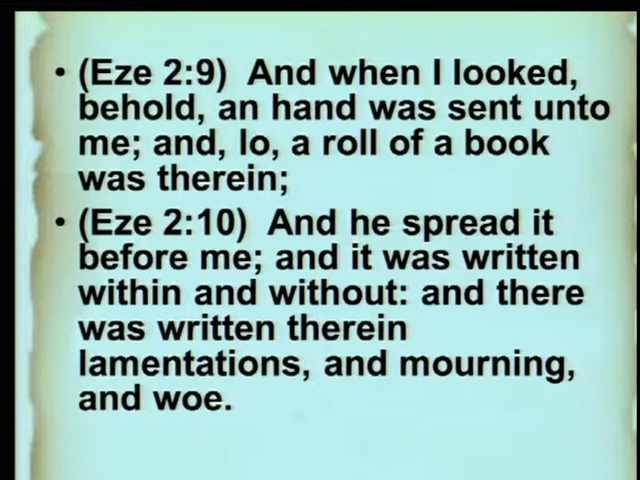 • (Eze 2:9)  And when I looked,
behold, an hand was sent unto
me; and, lo, a roll of a book
was therein;
• (Eze 2:10)  And he spread it
before me; and it was written
within and without: and there
was written therein
lamentations, and mourning,
and woe.